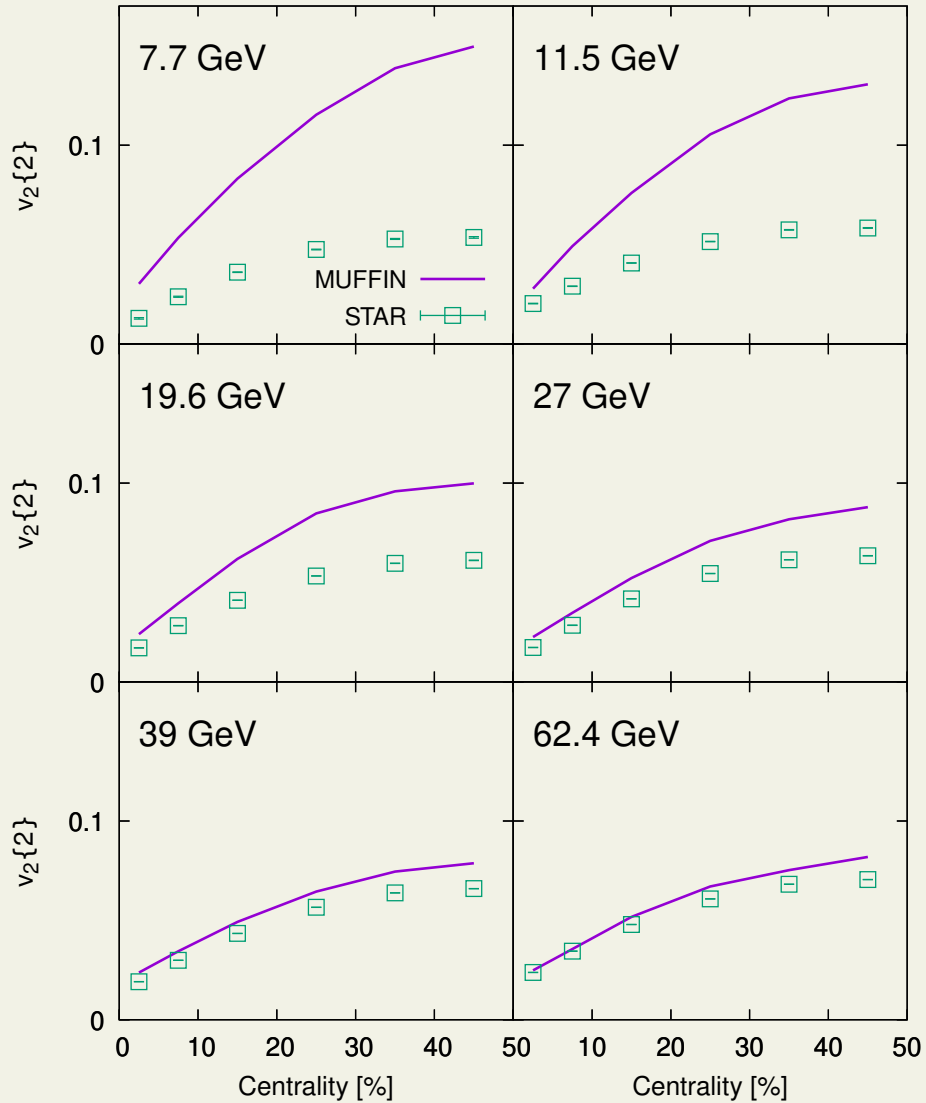 7.7 GeV
11.5 GeV
v₂{2}
0.1
MUFFIN
STAR
0
19.6 GeV
27 GeV
v₂{2}
0.1
0
39 GeV
62.4 GeV
v₂{2}
0.1
0
0 10 20 30 40 50 10 20 30 40 50
Centrality [%] Centrality [%]